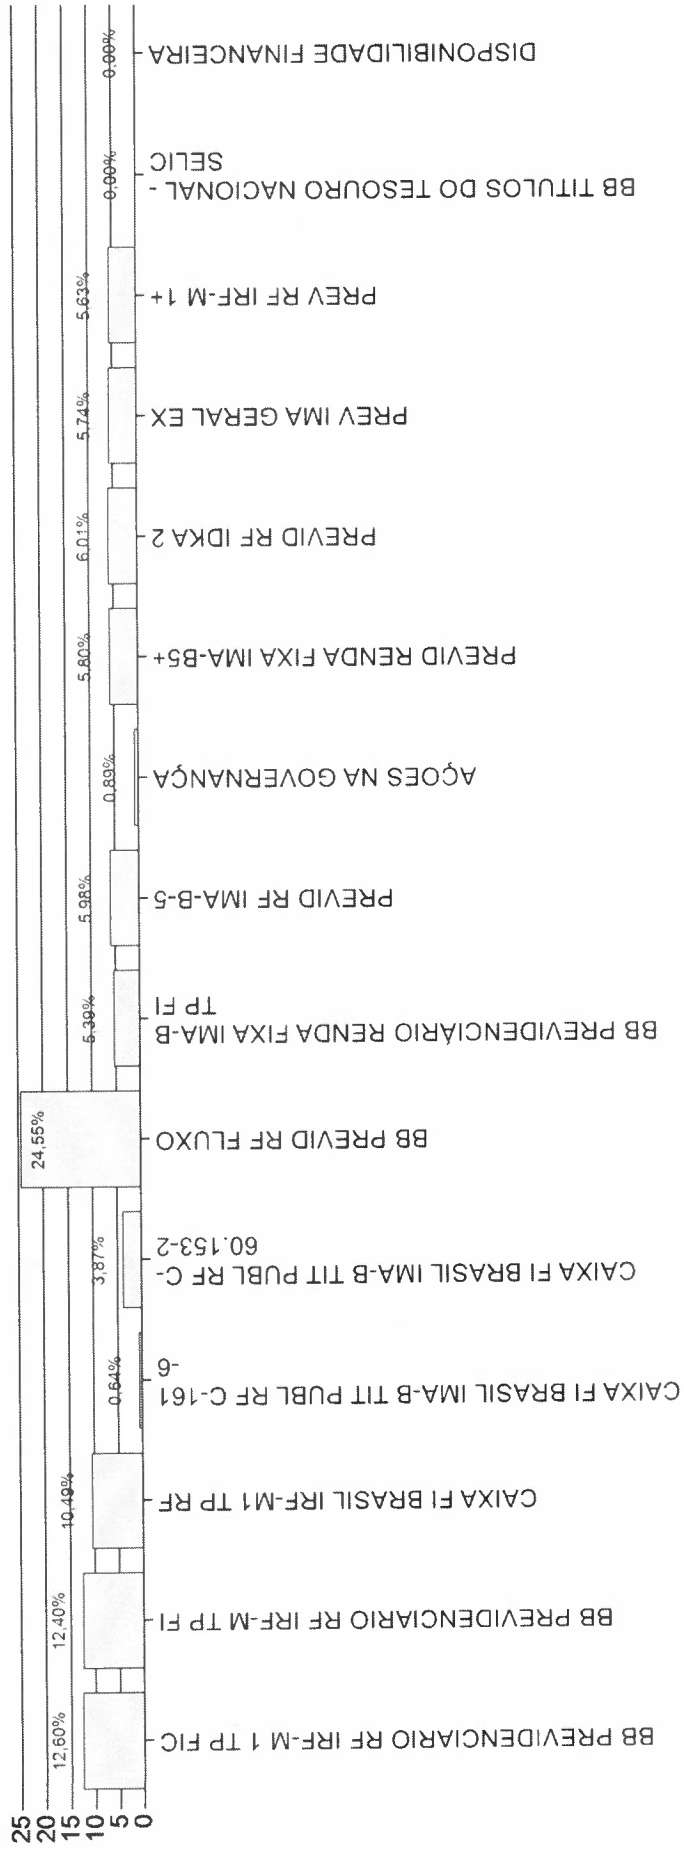 25
20
15
10
5
0
12,60%
12,40%
10,49%
0,64%
3,87%
24,55%
5,39%
5,98%
0,89%
5,80%
6,01%
5,74%
5,63%
0,00%
0,00%
BB PREVIDENCIARIO RF IRF-M 1 TP FIC
BB PREVIDENCIARIO RF IRF-M TP FI
CAIXA FI BRASIL IRF-M1 TP RF
CAIXA FI BRASIL IMA-B TIT PUBL RF C-161
-6
CAIXA FI BRASIL IMA-B TIT PUBL RF C-
60.153-2
BB PREVID RF FLUXO
BB PREVIDENCIÁRIO RENDA FIXA IMA-B
TP FI
PREVID RF IMA-B-5
AÇOES NA GOVERNANÇA
PREVID RENDA FIXA IMA-B5+
PREVID RF IDKA 2
PREV IMA GERAL EX
PREV RF IRF-M 1+
BB TITULOS DO TESOURO NACIONAL -
SELIC
DISPONIBILIDADE FINANCEIRA